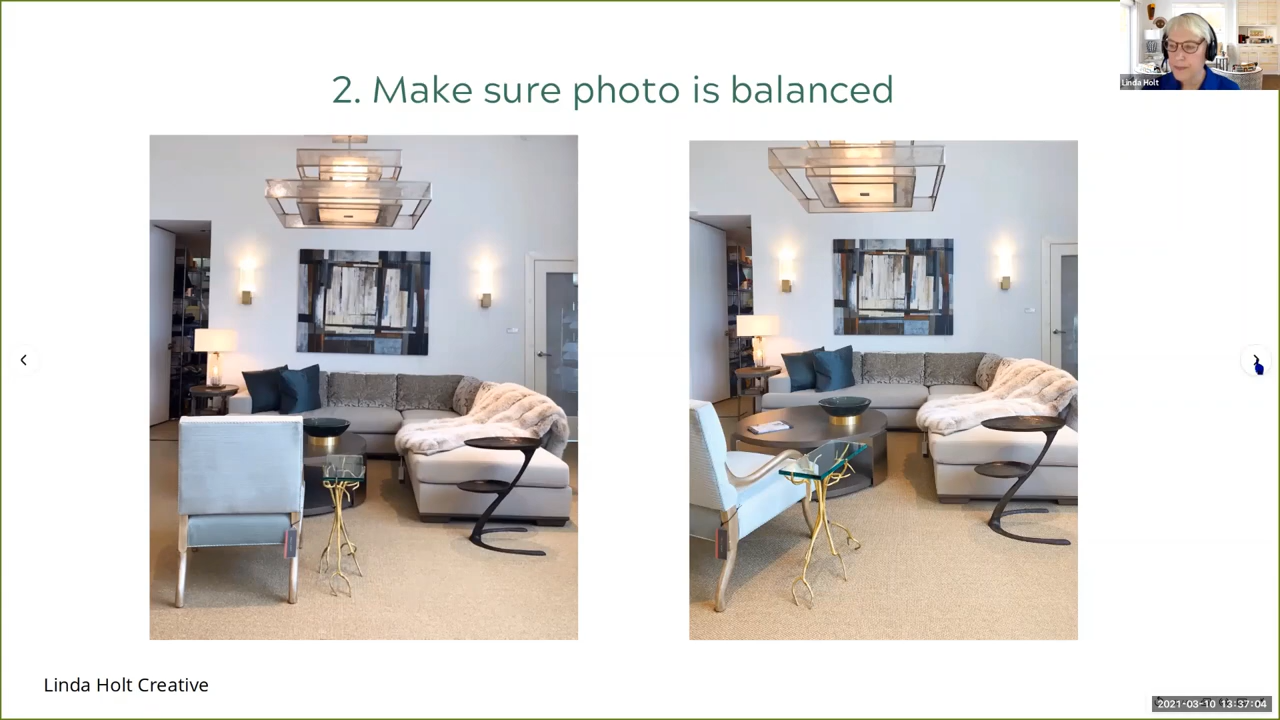 2. Make sure photo is balanced
Linda Holt
Linda Holt Creative
2021-03-10 13:37:04